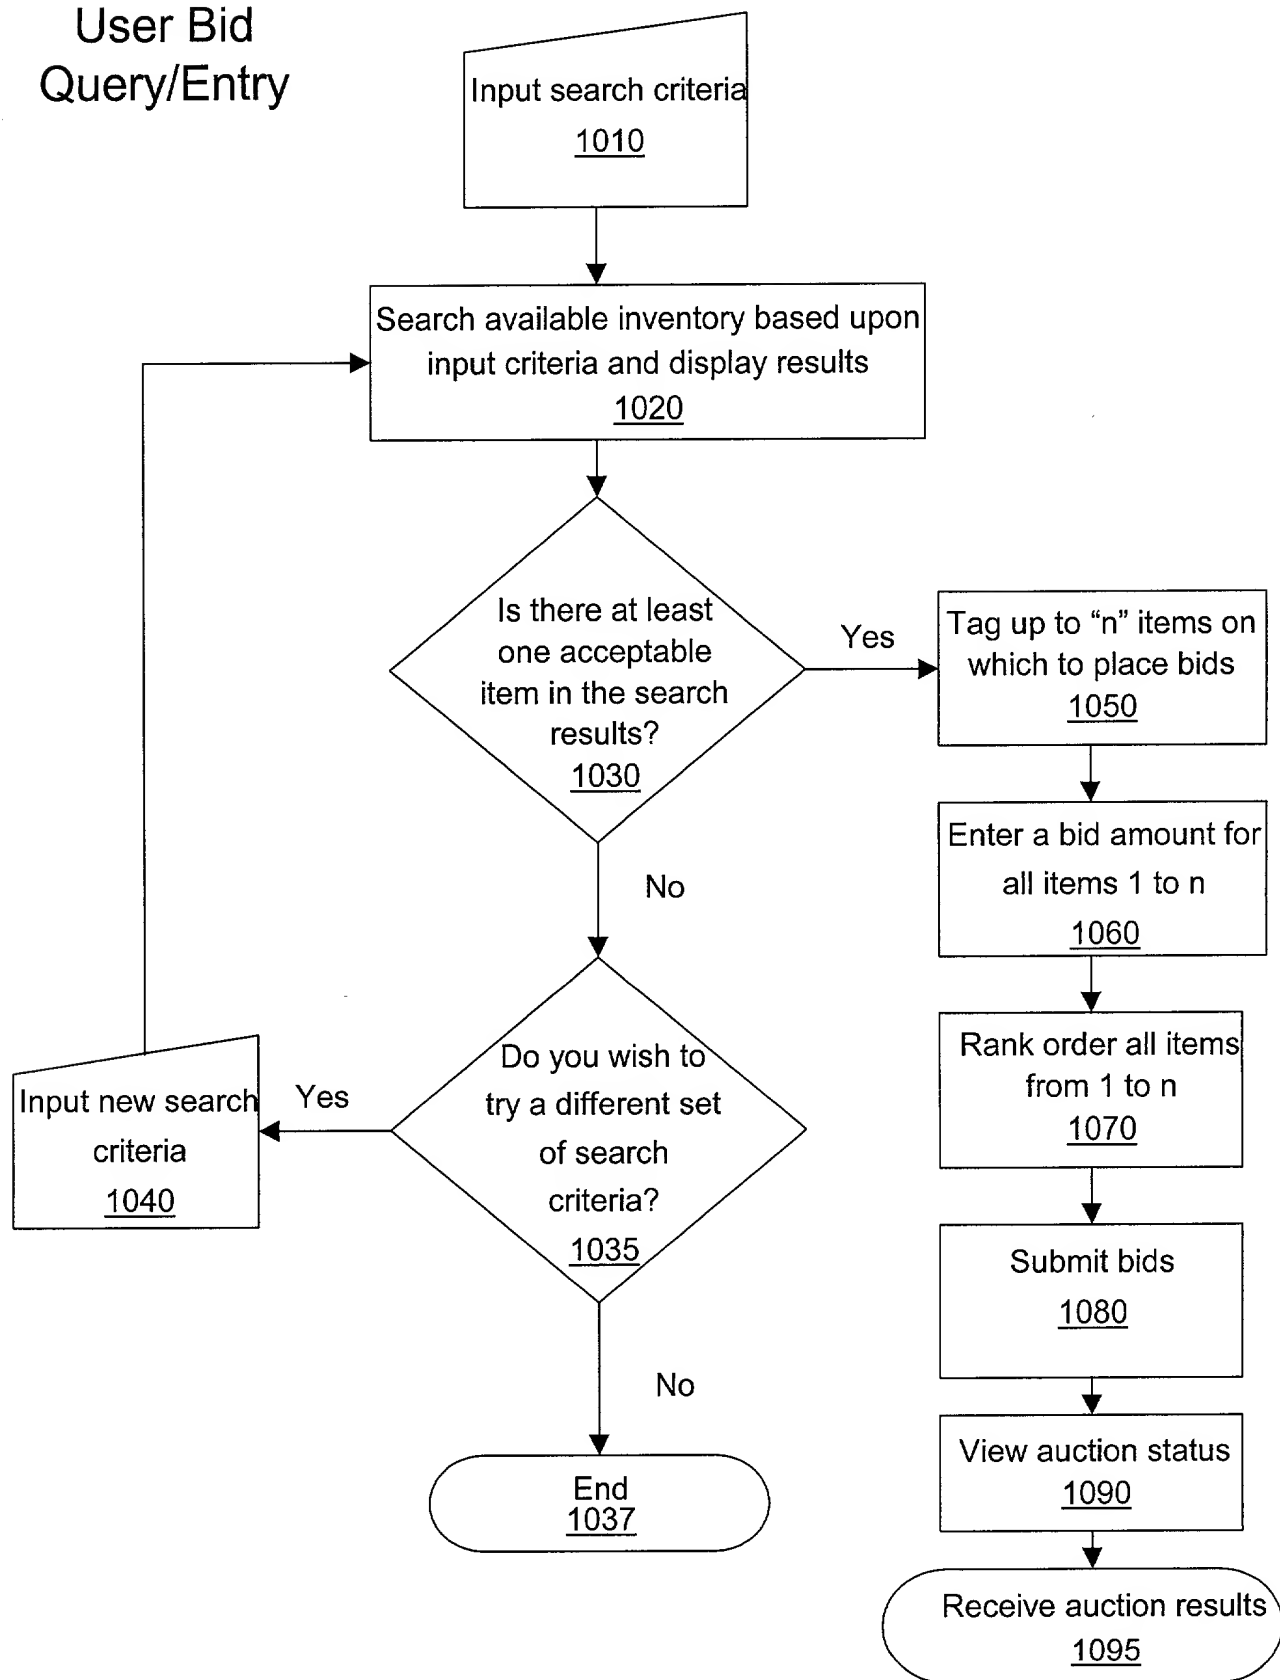 User Bid
Query/Entry
Input search criteria
1010
Search available inventory based upon
input criteria and display results
1020
Is there at least
one acceptable
item in the search
results?
1030
Yes
Tag up to “n” items on
which to place bids
1050
Enter a bid amount for
all items 1 to n
1060
No
Rank order all items
from 1 to n
1070
Do you wish to
try a different set
of search
criteria?
1035
Yes
Input new search
criteria
1040
Submit bids
1080
No
View auction status
1090
End
1037
Receive auction results
1095